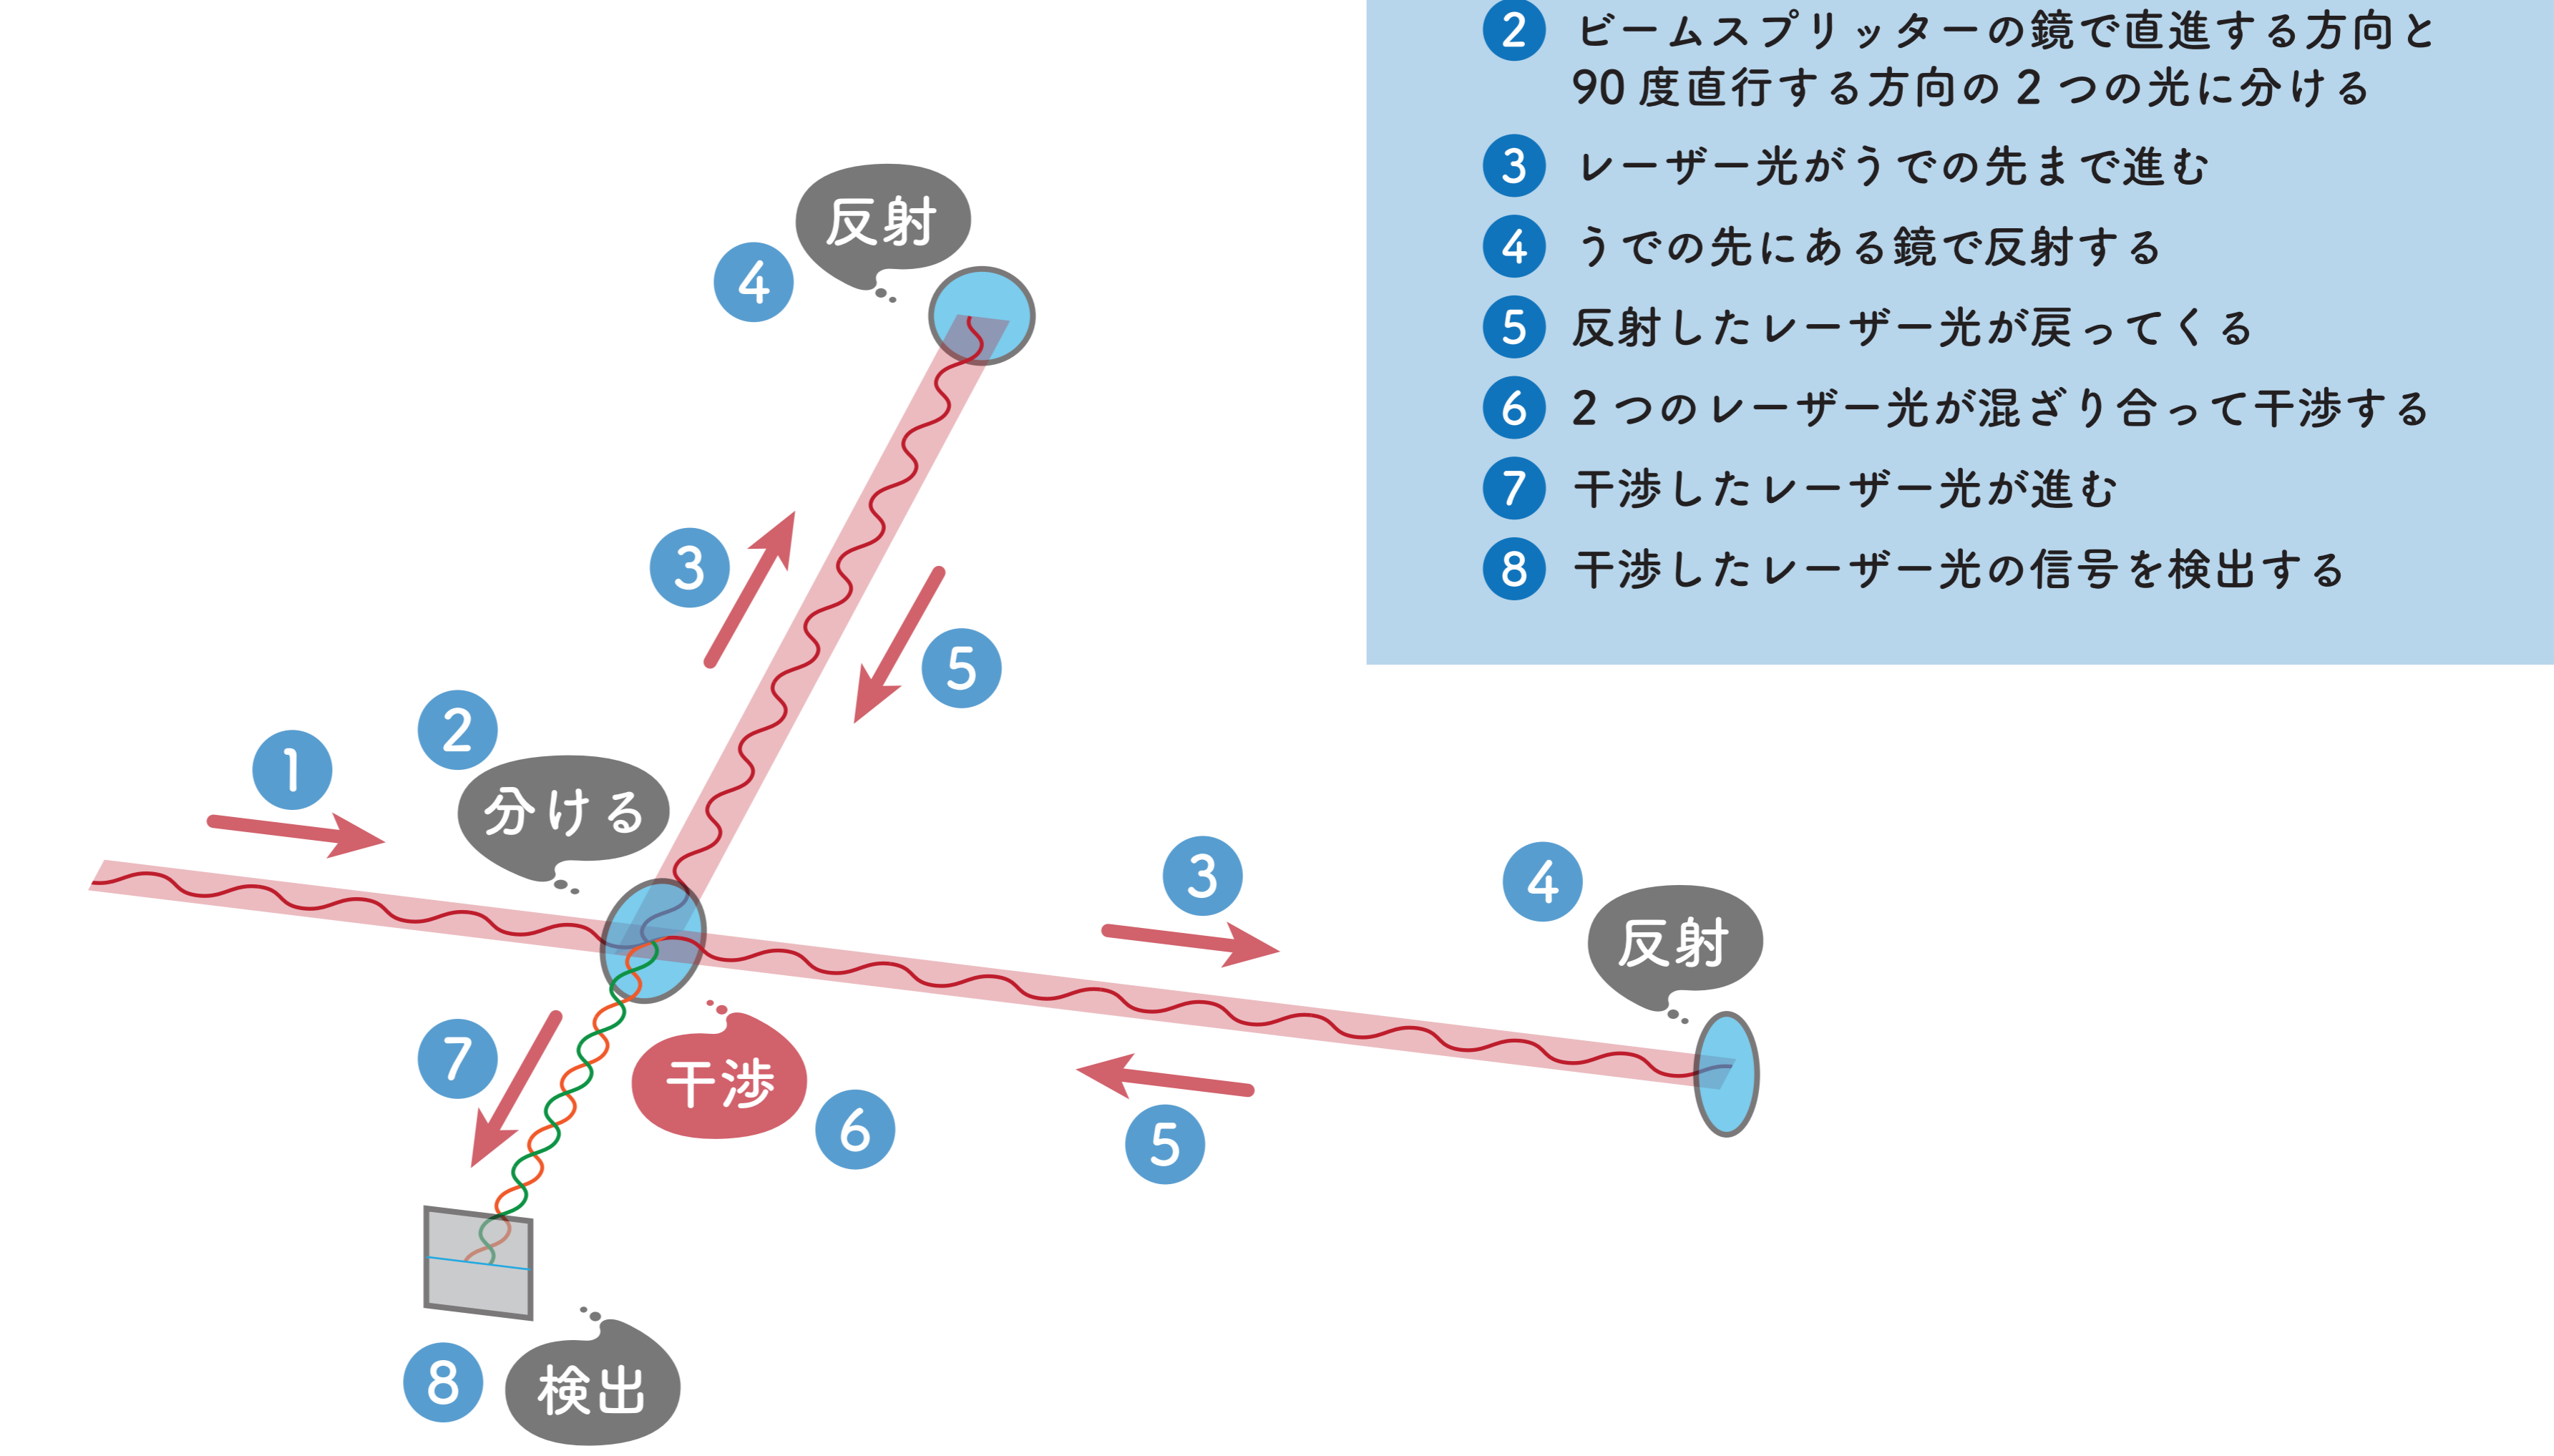 2 ビームスプリッターの鏡で直進する方向と
90 度直行する方向の 2 つの光に分ける
3 レーザー光がうでの先まで進む
4 うでの先にある鏡で反射する
5 反射したレーザー光が戻ってくる
6 2 つのレーザー光が混ざり合って干渉する
7 干渉したレーザー光が進む
8 干渉したレーザー光の信号を検出する
反射
4
3
5
2
1
分ける
3
4
反射
7
干渉
6
5
8
検出